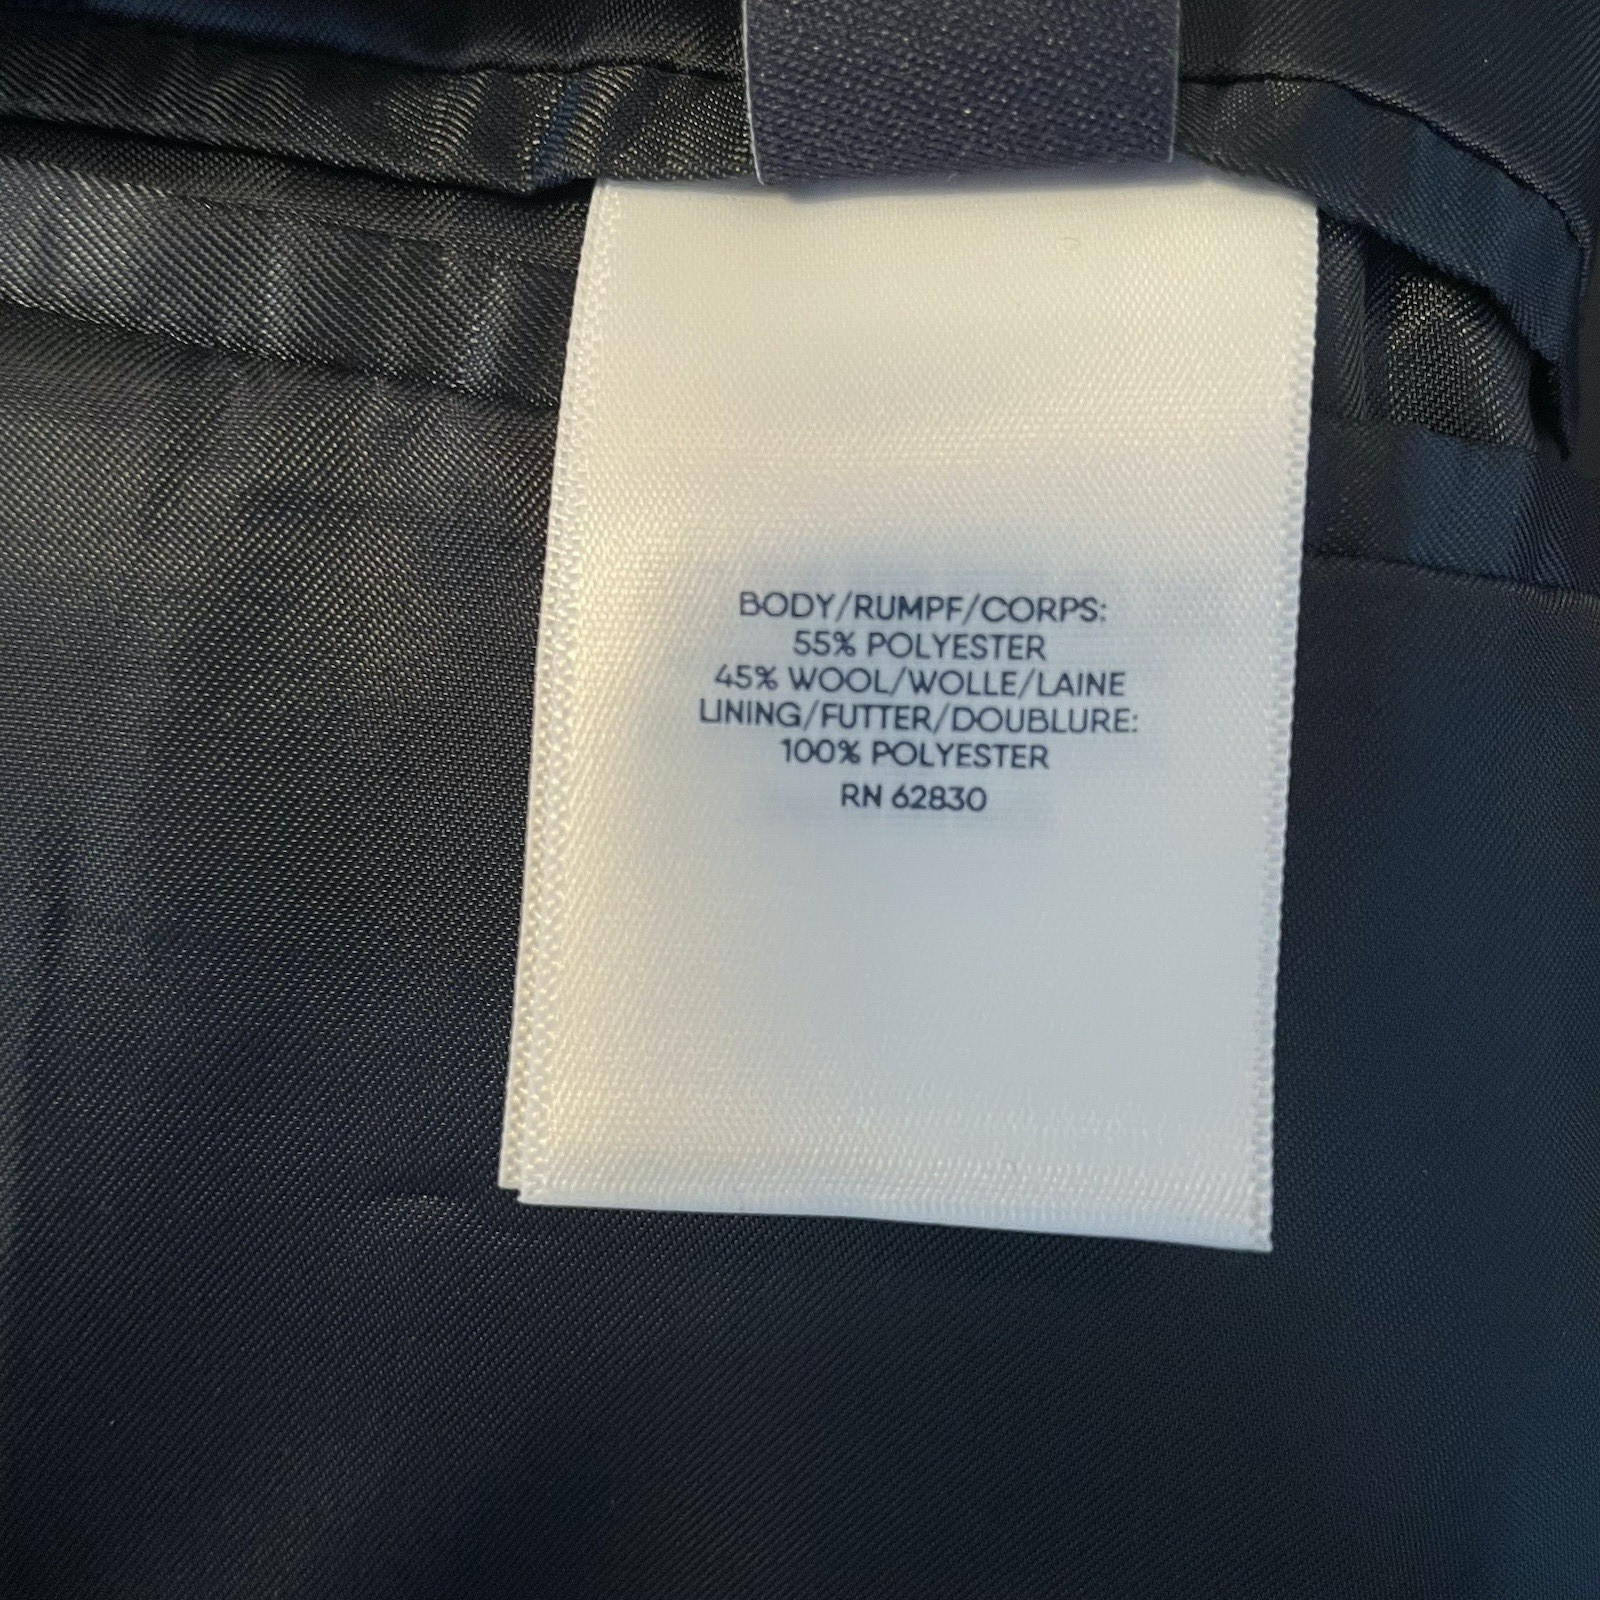 BODY/RUMPF/CORPS:
55% POLYESTER
45% WOOL/WOLLE/LAINE
LINING/FUTTER/DOUBLURE:
100% POLYESTER
RN 62830